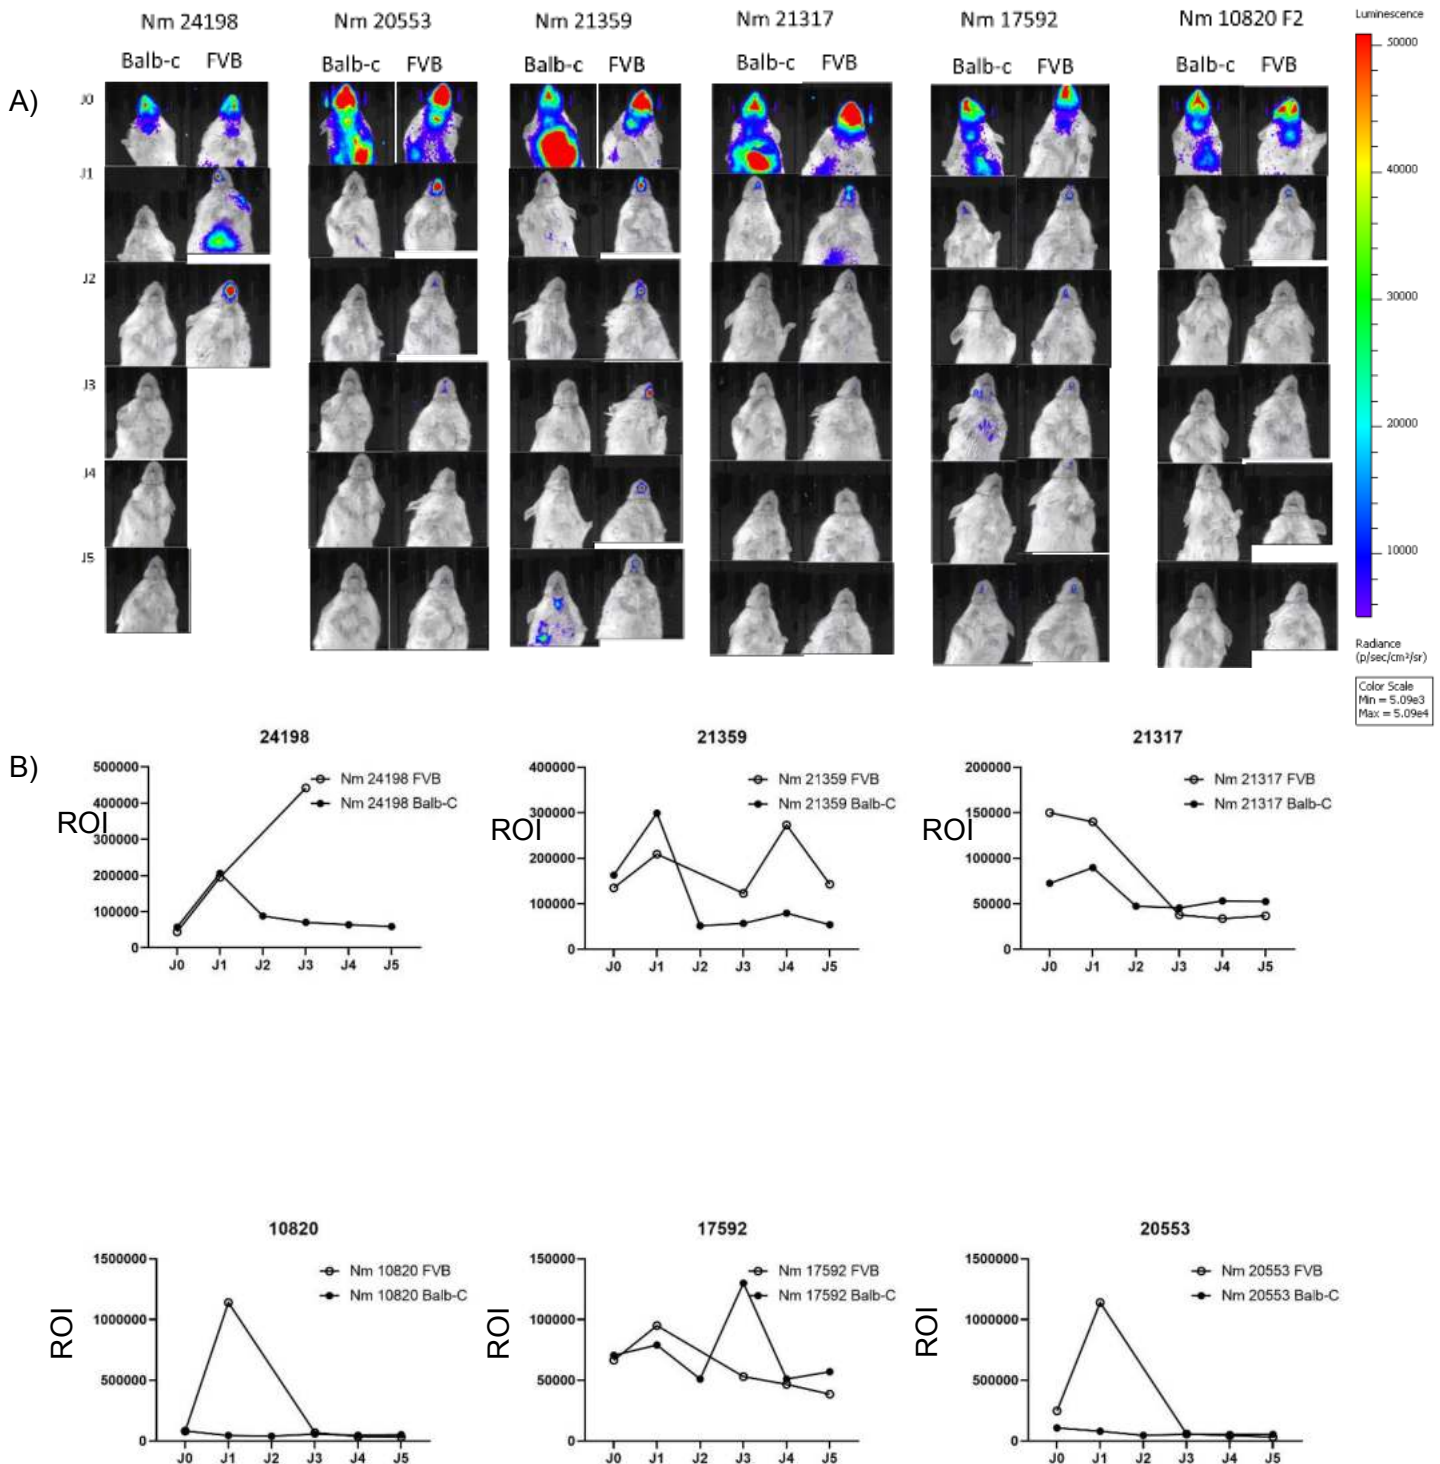 Nm 24198 Nm 20553 Nm 21359 Nm 21317 Nm 17592 Nm 10820 F2
Luminescence
Balb-c FVB Balb-c FVB Balb-c FVB Balb-c FVB Balb-c FVB Balb-c FVB
A)
J0
J1
J2
J3
J4
J5
50000
40000
30000
20000
10000
Radiance
(p/sec/cm²/sr)
Color Scale
Min = 5.09e3
Max = 5.09e4
B)
24198
ROI
500000
400000
300000
200000
100000
0
Nm 24198 FVB
Nm 24198 Balb-C
J0 J1 J2 J3 J4 J5
21359
ROI
400000
300000
200000
100000
0
Nm 21359 FVB
Nm 21359 Balb-C
J0 J1 J2 J3 J4 J5
21317
ROI
200000
150000
100000
50000
0
Nm 21317 FVB
Nm 21317 Balb-C
J0 J1 J2 J3 J4 J5
10820
ROI
1500000
1000000
500000
0
Nm 10820 FVB
Nm 10820 Balb-C
J0 J1 J2 J3 J4 J5
17592
ROI
150000
100000
50000
0
Nm 17592 FVB
Nm 17592 Balb-C
J0 J1 J2 J3 J4 J5
20553
ROI
1500000
1000000
500000
0
Nm 20553 FVB
Nm 20553 Balb-C
J0 J1 J2 J3 J4 J5